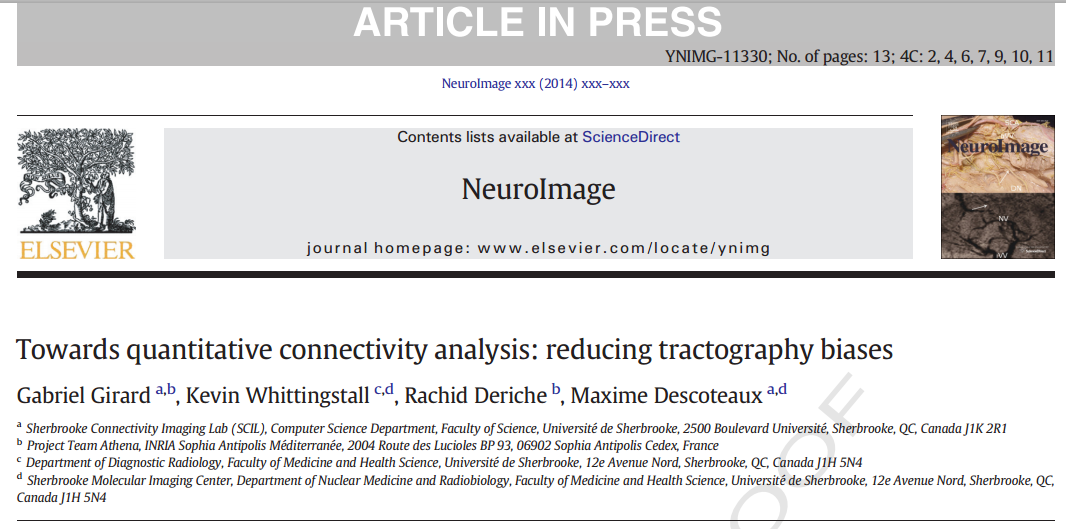 ARTICLE IN PRESS
YNIMG-11330; No. of pages: 13; 4C: 2, 4, 6, 7, 9, 10, 11
NeuroImage xxx (2014) xxx–xxx
Contents lists available at ScienceDirect
NeuroImage
journal homepage: www.elsevier.com/locate/ynimg
ELSEVIER
NeuroImage
NV
Towards quantitative connectivity analysis: reducing tractography biases
Gabriel Girard a,b, Kevin Whittingstall c,d, Rachid Deriche b, Maxime Descoteaux a,d
a Sherbrooke Connectivity Imaging Lab (SCIL), Computer Science Department, Faculty of Science, Université de Sherbrooke, 2500 Boulevard Université, Sherbrooke, QC, Canada J1K 2R1
b Project Team Athena, INRIA Sophia Antipolis Méditerranée, 2004 Route des Lucioles BP 93, 06902 Sophia Antipolis Cedex, France
c Department of Diagnostic Radiology, Faculty of Medicine and Health Science, Université de Sherbrooke, 12e Avenue Nord, Sherbrooke, QC, Canada J1H 5N4
d Sherbrooke Molecular Imaging Center, Department of Nuclear Medicine and Radiobiology, Faculty of Medicine and Health Science, Université de Sherbrooke, 12e Avenue Nord, Sherbrooke, QC,
Canada J1H 5N4
OOF